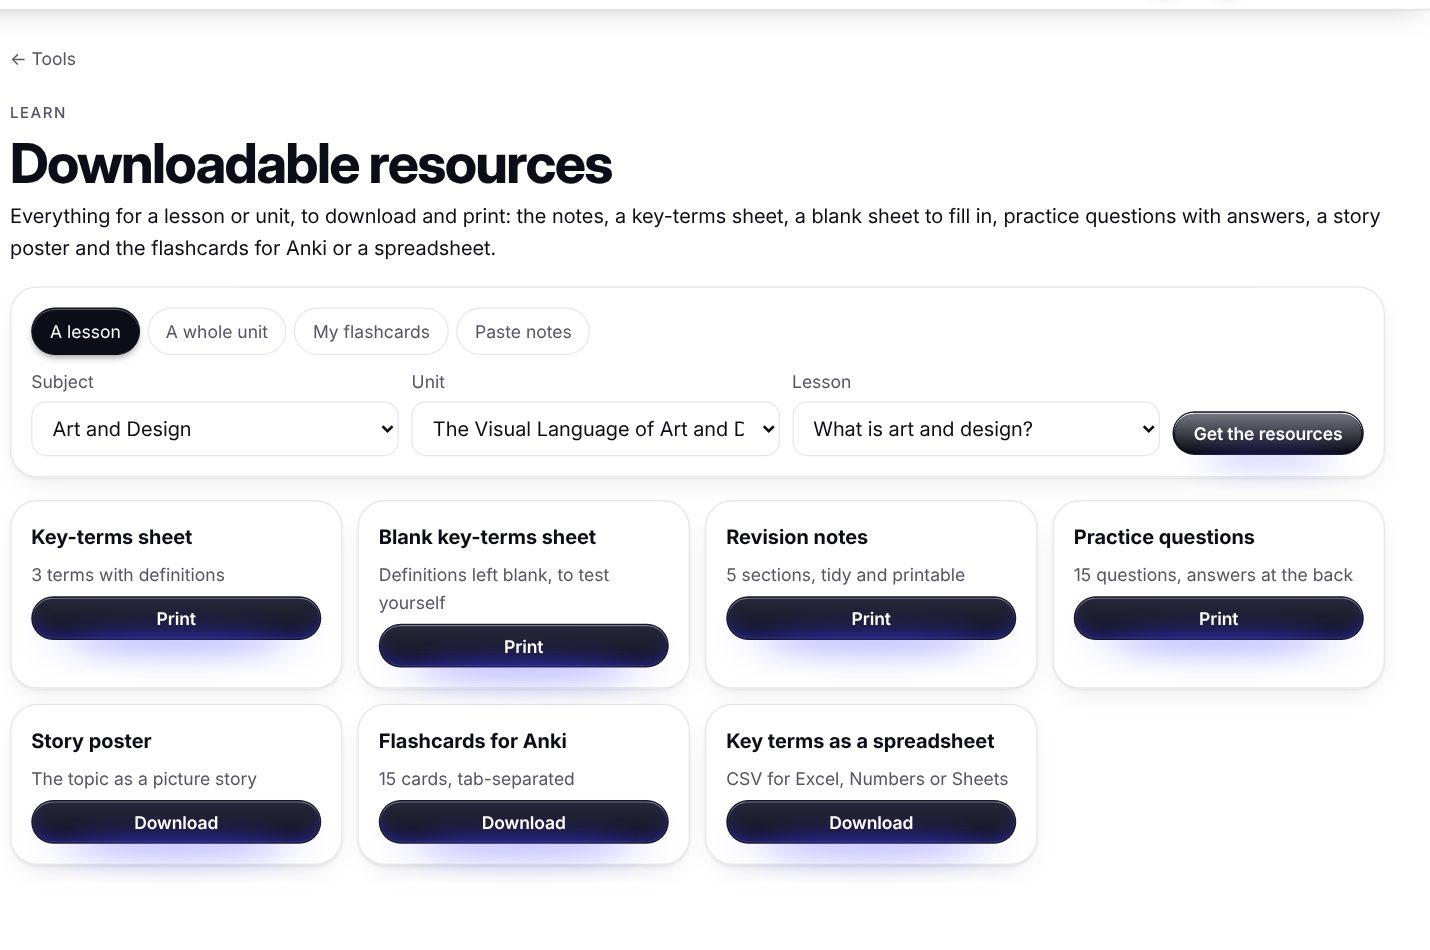 ← Tools
LEARN
Downloadable resources
Everything for a lesson or unit, to download and print: the notes, a key-terms sheet, a blank sheet to fill in, practice questions with answers, a story
poster and the flashcards for Anki or a spreadsheet.
A lesson
A whole unit
My flashcards
Paste notes
Subject
Unit
Lesson
Art and Design
The Visual Language of Art and D
What is art and design?
Get the resources
Key-terms sheet
3 terms with definitions
Print
Blank key-terms sheet
Definitions left blank, to test
yourself
Print
Revision notes
5 sections, tidy and printable
Print
Practice questions
15 questions, answers at the back
Print
Story poster
The topic as a picture story
Download
Flashcards for Anki
15 cards, tab-separated
Download
Key terms as a spreadsheet
CSV for Excel, Numbers or Sheets
Download